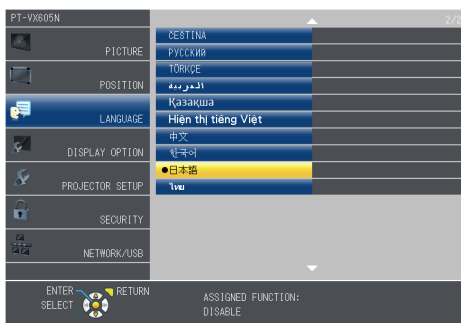 PT-VX605N
2/2
ČEŠTINA
PICTURE
РУССКИЙ
TÜRKÇE
POSITION
العربية
Қазақша
LANGUAGE
Hiện thị tiếng Việt
中文
DISPLAY OPTION
한국어
●日本語
PROJECTOR SETUP
ไทย
SECURITY
NETWORK/USB
ENTER
RETURN
SELECT
ASSIGNED FUNCTION:
DISABLE